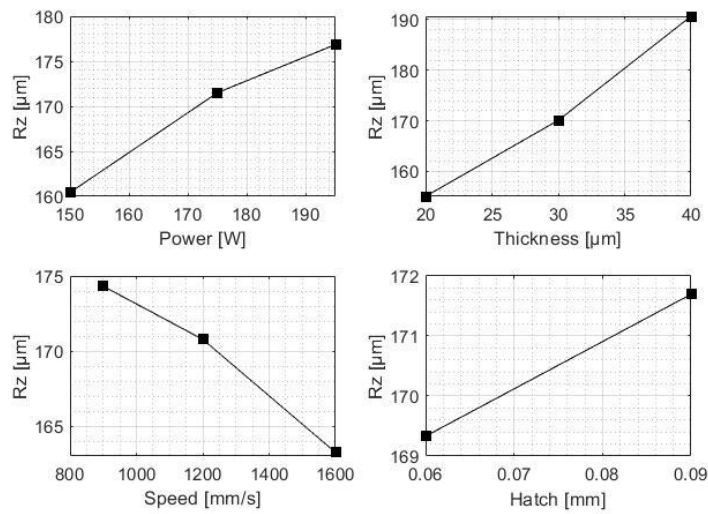 180
175
170
165
160
Rz [µm]
150 160 170 180 190
Power [W]
190
190
170
160
Rz [µm]
20 25 30 35 40
Thickness [µm]
175
170
165
Rz [µm]
800 1000 1200 1400 1600
Speed [mm/s]
172
171
170
169
Rz [µm]
0.06 0.07 0.08 0.09
Hatch [mm]